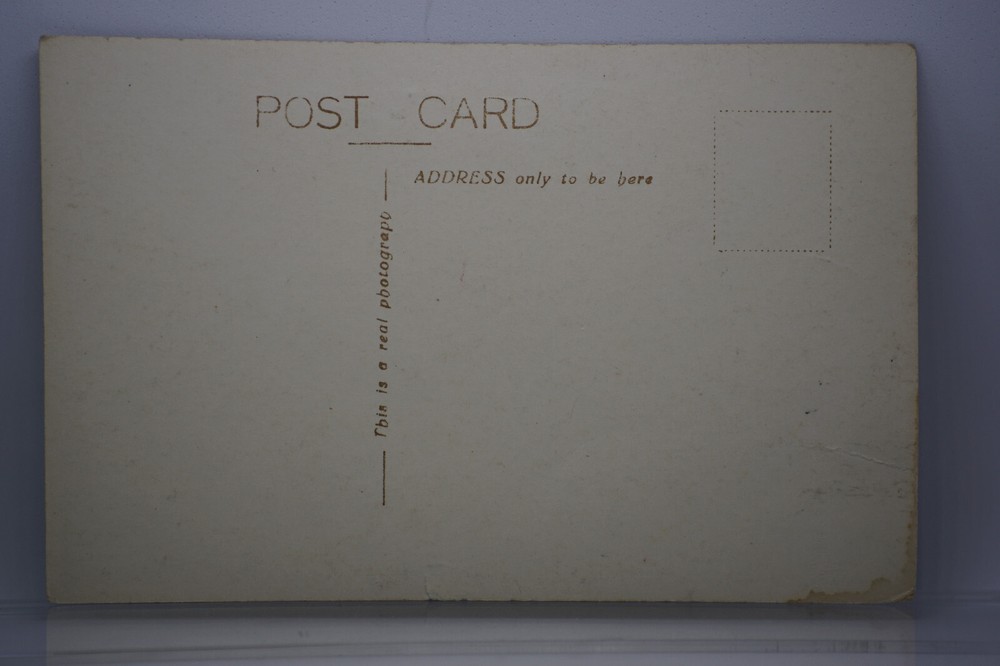 POST CARD
ADDRESS only to be here
This is a real photograph